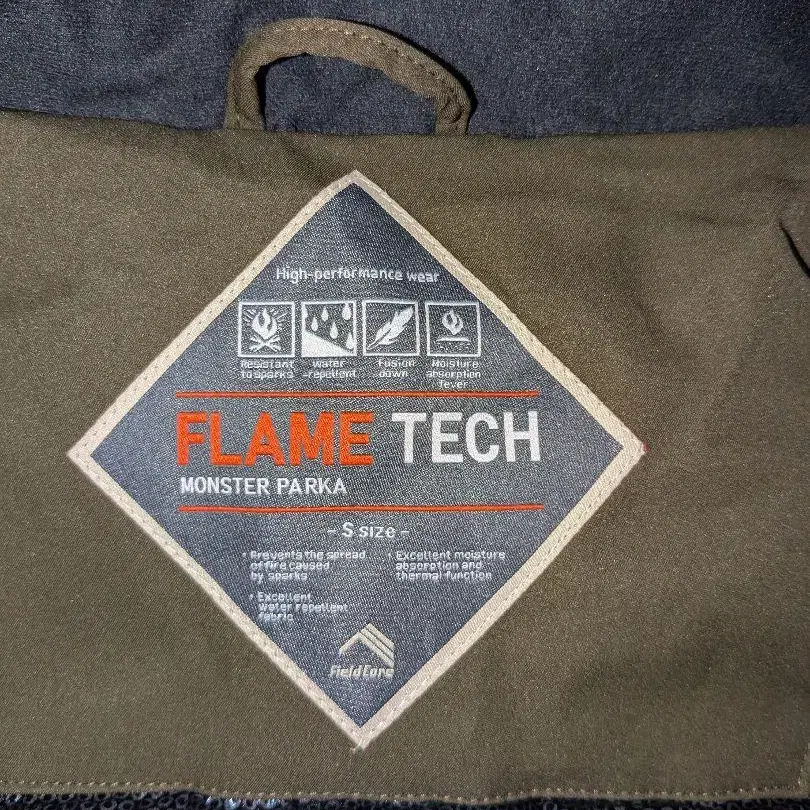 High-performance wear
Resistant to sparks
water -repellent
Fusion down
Moisture absorption fever
FLAME TECH
MONSTER PARKA
- S size -
• Prevents the spread
of fire caused
by sparks
• Excellent
water repellent
fabric
• Excellent moisture
absorption and
thermal function
FieldCore